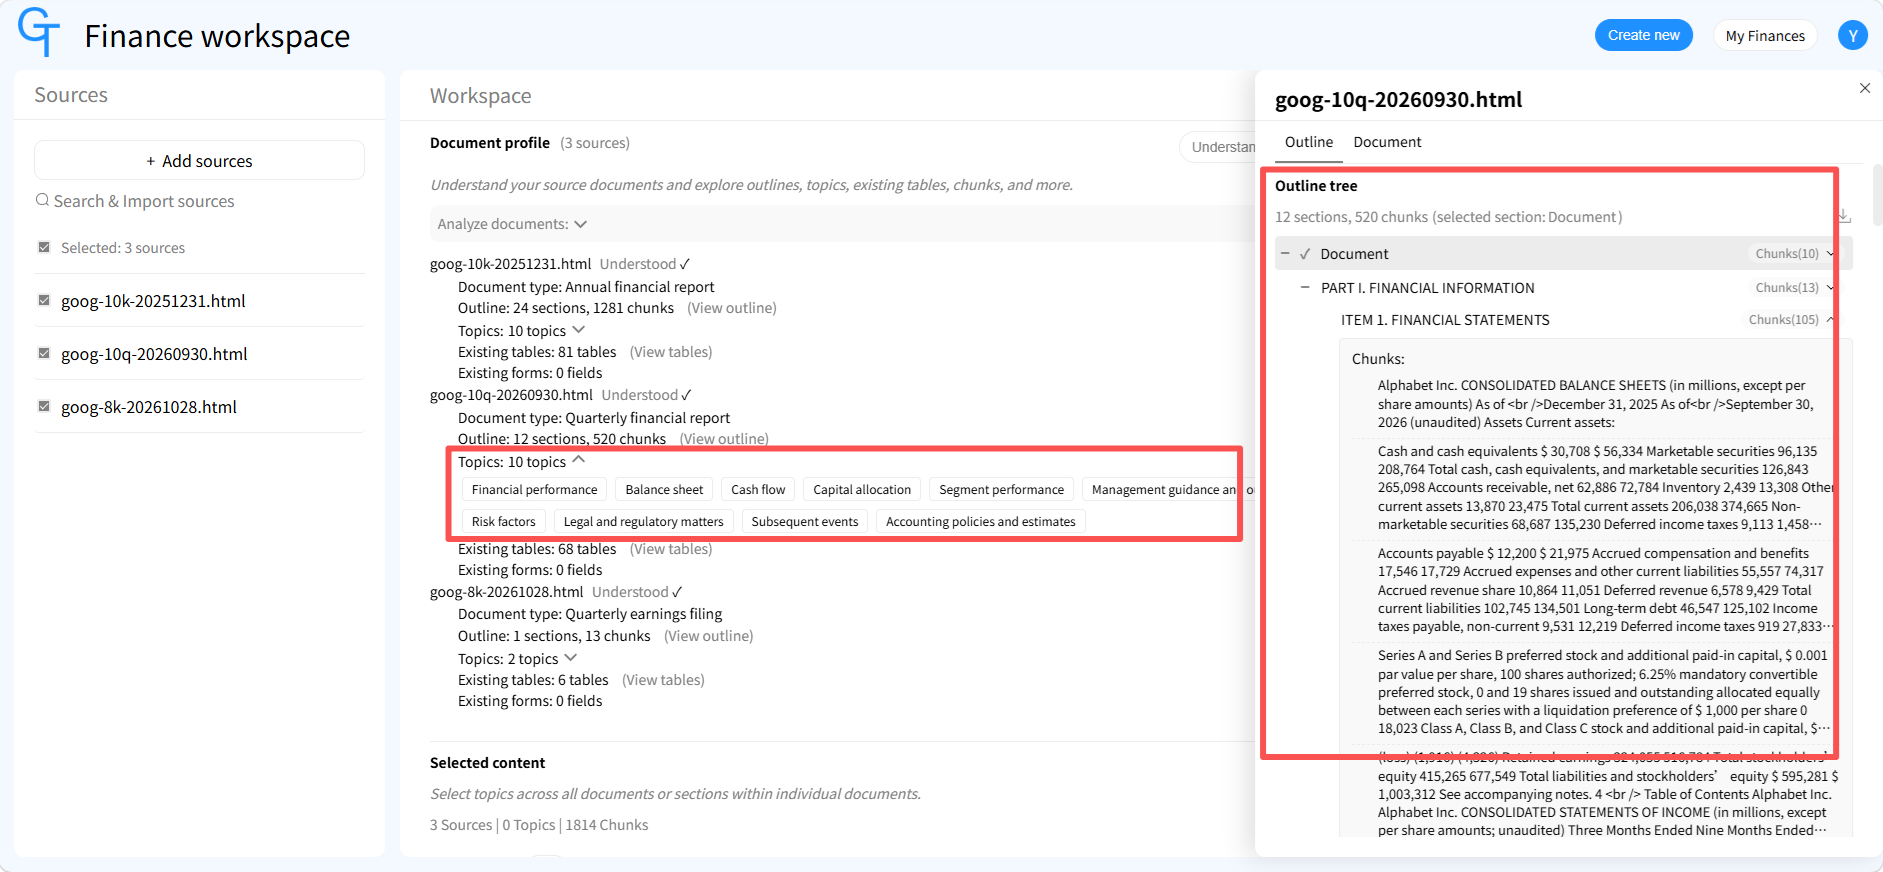 GT Finance workspace
Create new
My Finances
Y
Sources
+ Add sources
Search & Import sources
Selected: 3 sources
goog-10k-20251231.html
goog-10q-20260930.html
goog-8k-20261028.html
Workspace
Document profile (3 sources)
Understan
Understand your source documents and explore outlines, topics, existing tables, chunks, and more.
Analyze documents:
goog-10k-20251231.html Understood ✓
Document type: Annual financial report
Outline: 24 sections, 1281 chunks (View outline)
Topics: 10 topics
Existing tables: 81 tables (View tables)
Existing forms: 0 fields
goog-10q-20260930.html Understood ✓
Document type: Quarterly financial report
Outline: 12 sections, 520 chunks (View outline)
Topics: 10 topics
Financial performance Balance sheet Cash flow Capital allocation Segment performance Management guidance and o
Risk factors Legal and regulatory matters Subsequent events Accounting policies and estimates
Existing tables: 68 tables (View tables)
Existing forms: 0 fields
goog-8k-20261028.html Understood ✓
Document type: Quarterly earnings filing
Outline: 1 sections, 13 chunks (View outline)
Topics: 2 topics
Existing tables: 6 tables (View tables)
Existing forms: 0 fields
Selected content
Select topics across all documents or sections within individual documents.
3 Sources | 0 Topics | 1814 Chunks
goog-10q-20260930.html
Outline Document
Outline tree
12 sections, 520 chunks (selected section: Document)
Document Chunks(10)
PART I. FINANCIAL INFORMATION Chunks(13)
ITEM 1. FINANCIAL STATEMENTS Chunks(105)
Chunks:
Alphabet Inc. CONSOLIDATED BALANCE SHEETS (in millions, except per
share amounts) As of <br />December 31, 2025 As of<br />September 30,
2026 (unaudited) Assets Current assets:
Cash and cash equivalents $ 30,708 $ 56,334 Marketable securities 96,135
208,764 Total cash, cash equivalents, and marketable securities 126,843
265,098 Accounts receivable, net 62,886 72,784 Inventory 2,439 13,308 Other
current assets 13,870 23,475 Total current assets 206,038 374,665 Non-
marketable securities 68,687 135,230 Deferred income taxes 9,113 1,458···
Accounts payable $ 12,200 $ 21,975 Accrued compensation and benefits
17,546 17,729 Accrued expenses and other current liabilities 55,557 74,317
Accrued revenue share 10,864 11,051 Deferred revenue 6,578 9,429 Total
current liabilities 102,745 134,501 Long-term debt 46,547 125,102 Income
taxes payable, non-current 9,531 12,219 Deferred income taxes 919 27,833···
Series A and Series B preferred stock and additional paid-in capital, $ 0.001
par value per share, 100 shares authorized; 6.25% mandatory convertible
preferred stock, 0 and 19 shares issued and outstanding allocated equally
between each series with a liquidation preference of $ 1,000 per share 0
18,023 Class A, Class B, and Class C stock and additional paid-in capital, $···
equity 415,265 677,549 Total liabilities and stockholders’ equity $ 595,281 $
1,003,312 See accompanying notes. 4 <br /> Table of Contents Alphabet Inc.
Alphabet Inc. CONSOLIDATED STATEMENTS OF INCOME (in millions, except
per share amounts; unaudited) Three Months Ended Nine Months Ended···